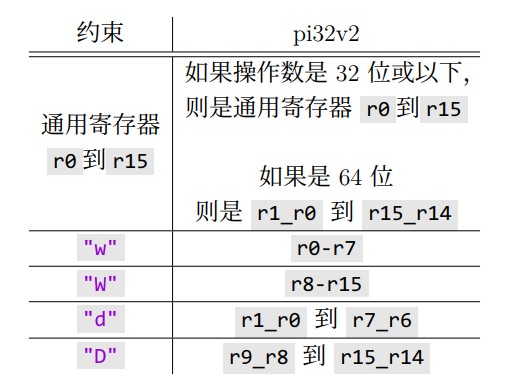 约束 pi32v2
通用寄存器
r0 到 r15
如果操作数是 32 位或以下,
则是通用寄存器 r0 到 r15
如果是 64 位
则是 r1_r0 到 r15_r14
"w" r0-r7
"W" r8-r15
"d" r1_r0 到 r7_r6
"D" r9_r8 到 r15_r14